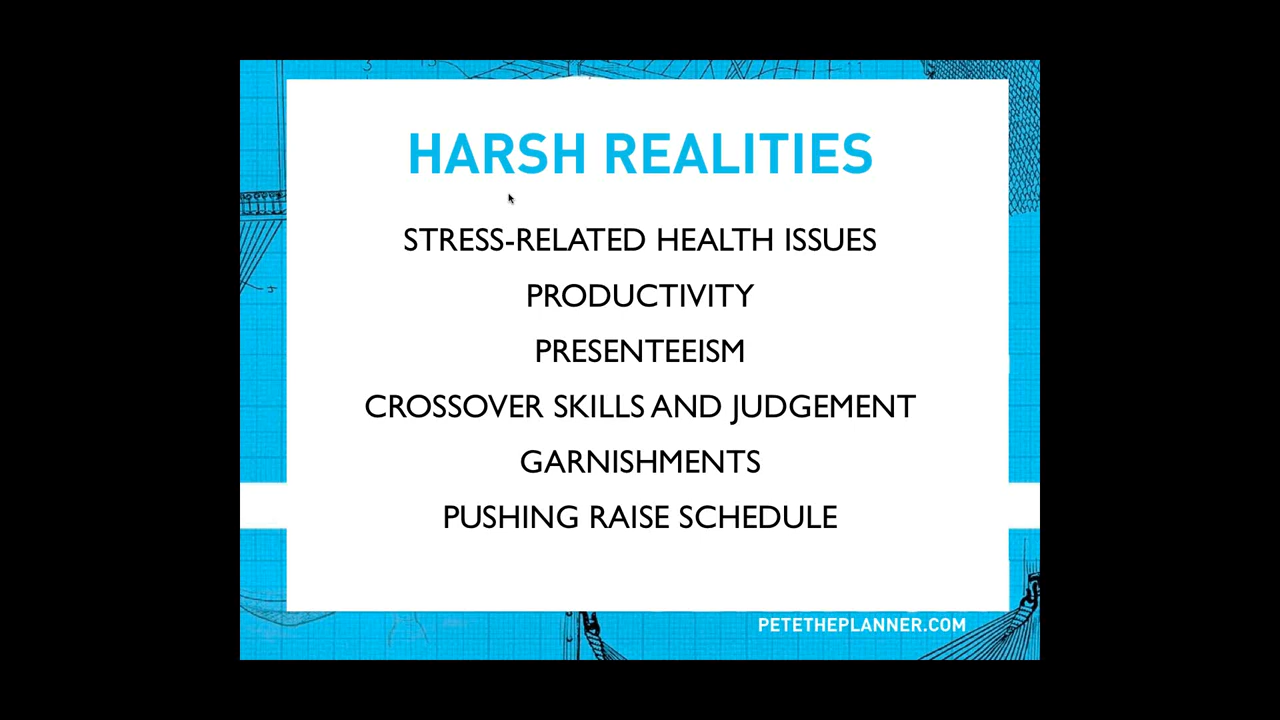 HARSH REALITIES
STRESS-RELATED HEALTH ISSUES
PRODUCTIVITY
PRESENTEEISM
CROSSOVER SKILLS AND JUDGEMENT
GARNISHMENTS
PUSHING RAISE SCHEDULE
PETETHEPLANNER.COM